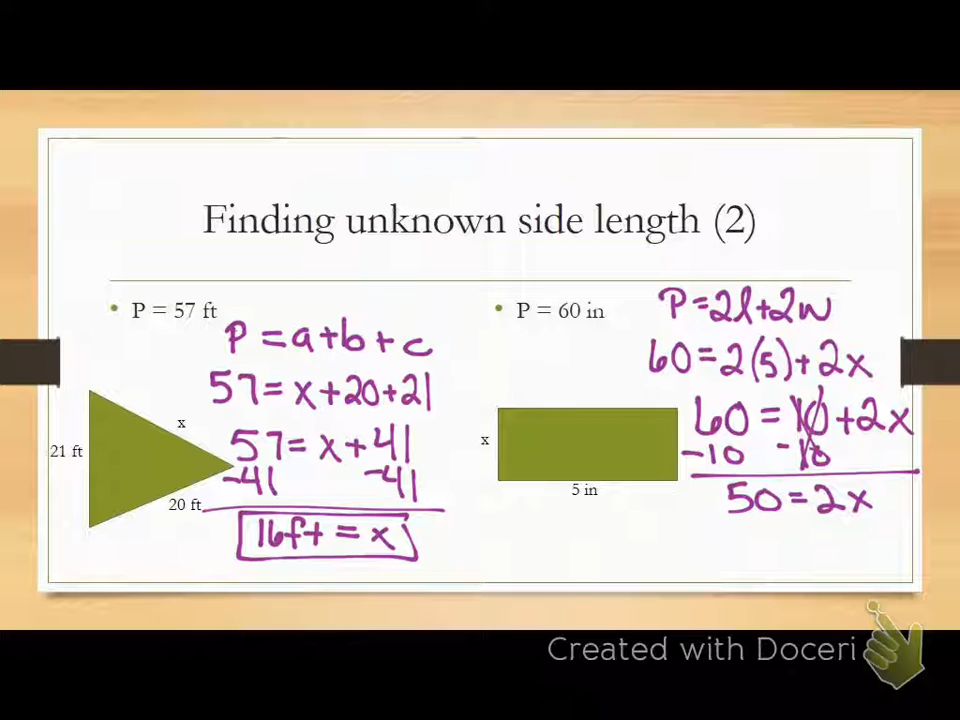 Finding unknown side length (2)
• P = 57 ft
P = a + b + c
57 = x + 20 + 21
57 = x + 41
-41 -41
16ft = x
21 ft
x
20 ft
• P = 60 in
P = 2l + 2w
60 = 2(5) + 2x
60 = 10 + 2x
-10 -10
50 = 2x
x
5 in
Created with Doceri